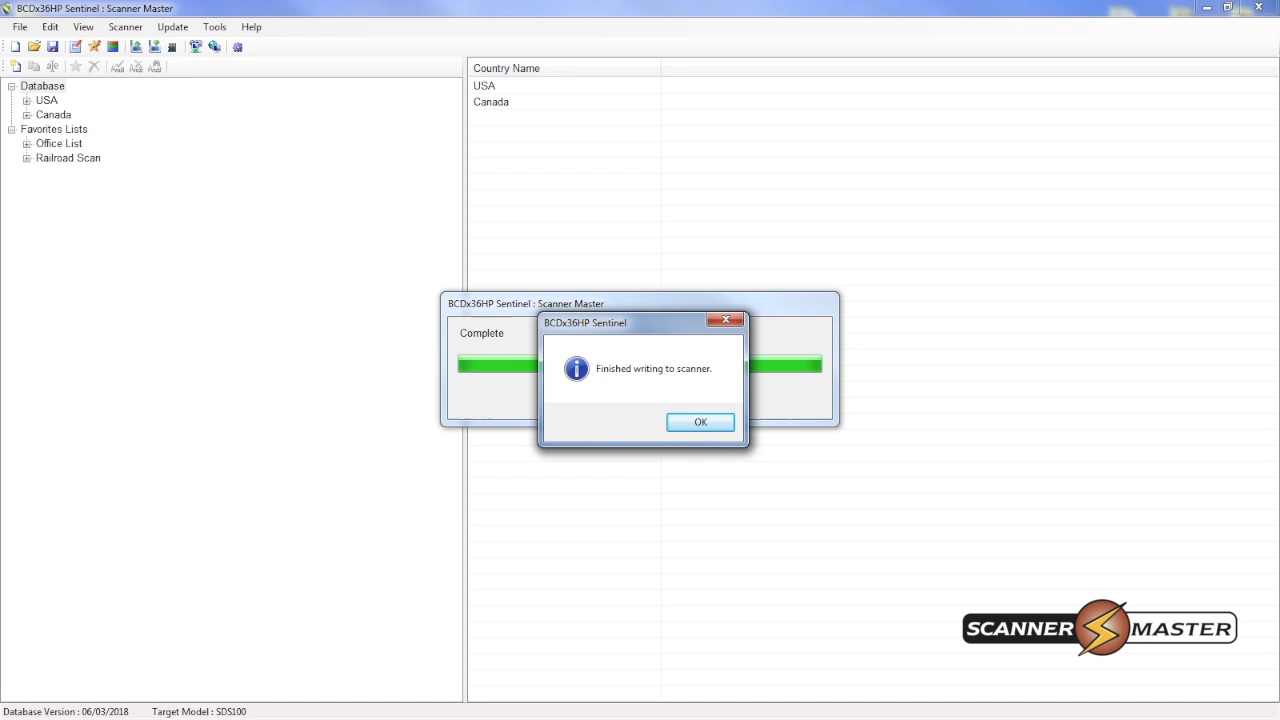 BCDx36HP Sentinel : Scanner Master
File Edit View Scanner Update Tools Help
Database
USA
Canada
Favorites Lists
Office List
Railroad Scan
Country Name
USA
Canada
BCDx36HP Sentinel : Scanner Master
Complete
BCDx36HP Sentinel
Finished writing to scanner.
OK
SCANNER MASTER
Database Version : 06/03/2018 Target Model : SDS100